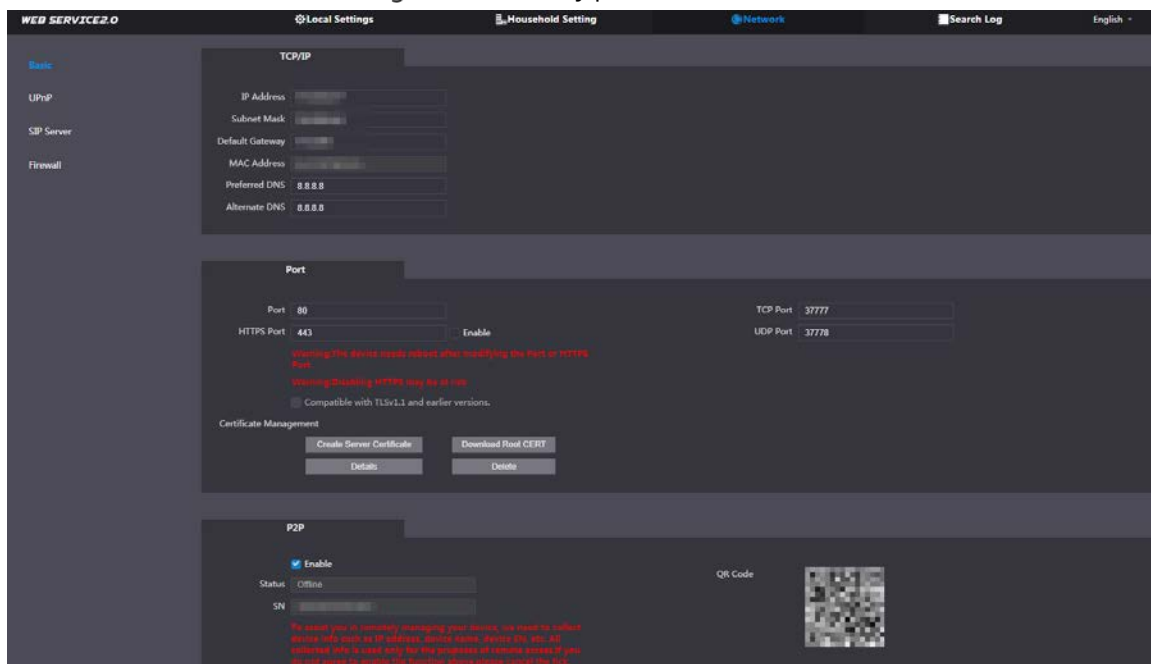 WEB SERVICE2.0
Local Settings
Household Setting
Network
Search Log
English
Basic
UPnP
SIP Server
Firewall
TCP/IP
IP Address
Subnet Mask
Default Gateway
MAC Address
Preferred DNS 8.8.8.8
Alternate DNS 8.8.8.8
Port
Port 80
TCP Port 37777
HTTPS Port 443 Enable
UDP Port 37778
Warning:The device needs reboot after modifying the Port or HTTPS
Port.
Warning:Disabling HTTPS may be at risk
Compatible with TLSv1.1 and earlier versions.
Certificate Management
Create Server Certificate
Download Root CERT
Details
Delete
P2P
Enable
Status Offline
QR Code
SN
To assist you in remotely managing your device, we need to collect
device info such as IP address, device name, device SN, etc. All
collected info is used only for the purposes of remote access.If you
do not agree to enable the function above,please cancel the tick